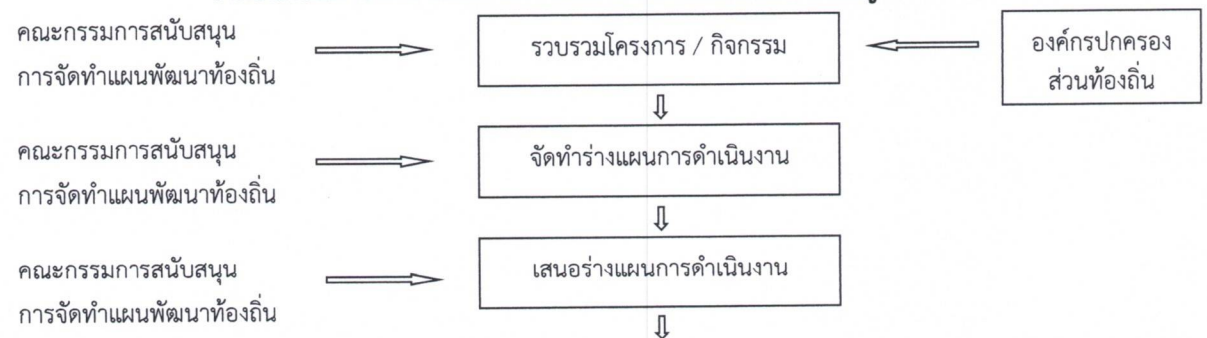 คณะกรรมการสนับสนุน
การจัดทำแผนพัฒนาท้องถิ่น
รวบรวมโครงการ / กิจกรรม
องค์กรปกครอง
ส่วนท้องถิ่น
คณะกรรมการสนับสนุน
การจัดทำแผนพัฒนาท้องถิ่น
จัดทำร่างแผนการดำเนินงาน
คณะกรรมการสนับสนุน
การจัดทำแผนพัฒนาท้องถิ่น
เสนอร่างแผนการดำเนินงาน